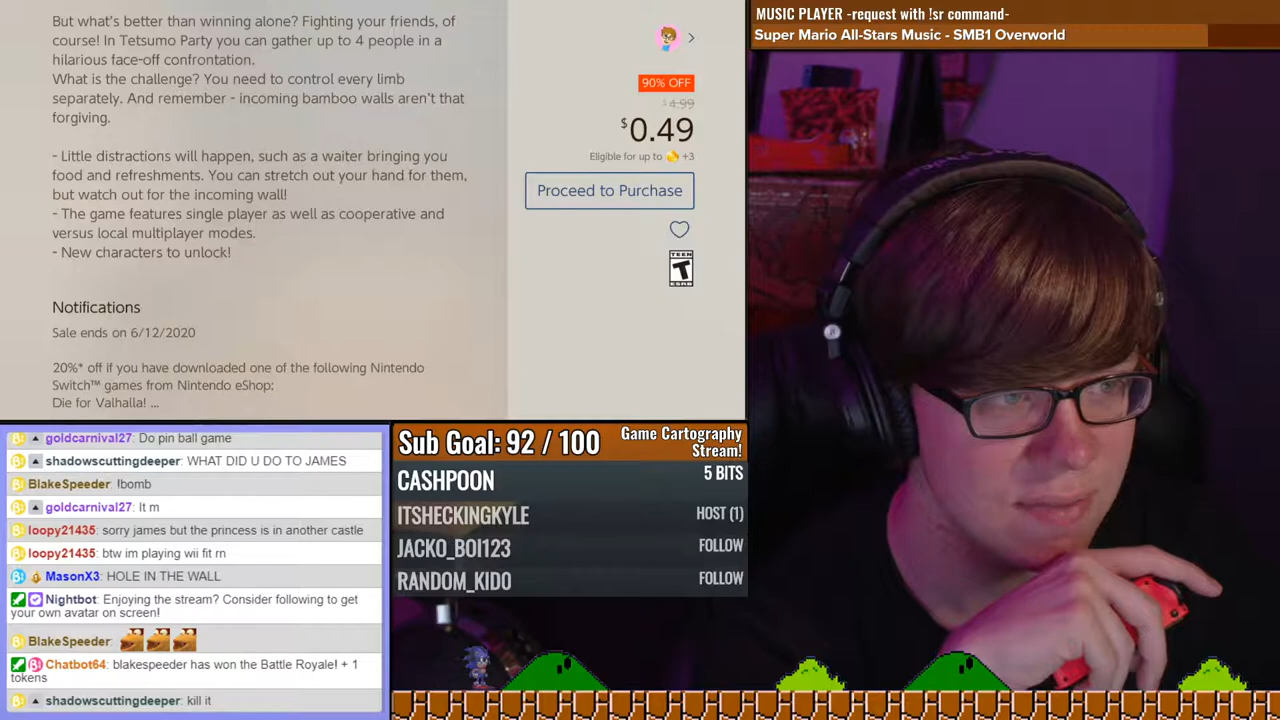 But what's better than winning alone? Fighting your friends, of
course! In Tetsumo Party you can gather up to 4 people in a
hilarious face-off confrontation.
What is the challenge? You need to control every limb
separately. And remember - incoming bamboo walls aren't that
forgiving.
- Little distractions will happen, such as a waiter bringing you
food and refreshments. You can stretch out your hand for them,
but watch out for the incoming wall!
- The game features single player as well as cooperative and
versus local multiplayer modes.
- New characters to unlock!
Notifications
Sale ends on 6/12/2020
20%* off if you have downloaded one of the following Nintendo
Switch™ games from Nintendo eShop:
Die for Valhalla! ...
90% OFF
$4.99
$0.49
Eligible for up to +3
Proceed to Purchase
TEEN
T
ESRB
MUSIC PLAYER -request with !sr command-
Super Mario All-Stars Music - SMB1 Overworld
goldcarnival27: Do pin ball game
shadowscuttingdeeper: WHAT DID U DO TO JAMES
BlakeSpeeder: !bomb
goldcarnival27: It m
loopy21435: sorry james but the princess is in another castle
loopy21435: btw im playing wii fit rn
MasonX3: HOLE IN THE WALL
Nightbot: Enjoying the stream? Consider following to get
your own avatar on screen!
BlakeSpeeder:
Chatbot64: blakespeeder has won the Battle Royale! + 1
tokens
shadowscuttingdeeper: kill it
Sub Goal: 92 / 100
Game Cartography
Stream!
CASHPOON 5 BITS
ITSHECKINGKYLE HOST (1)
JACKO_BOI123 FOLLOW
RANDOM_KIDO FOLLOW